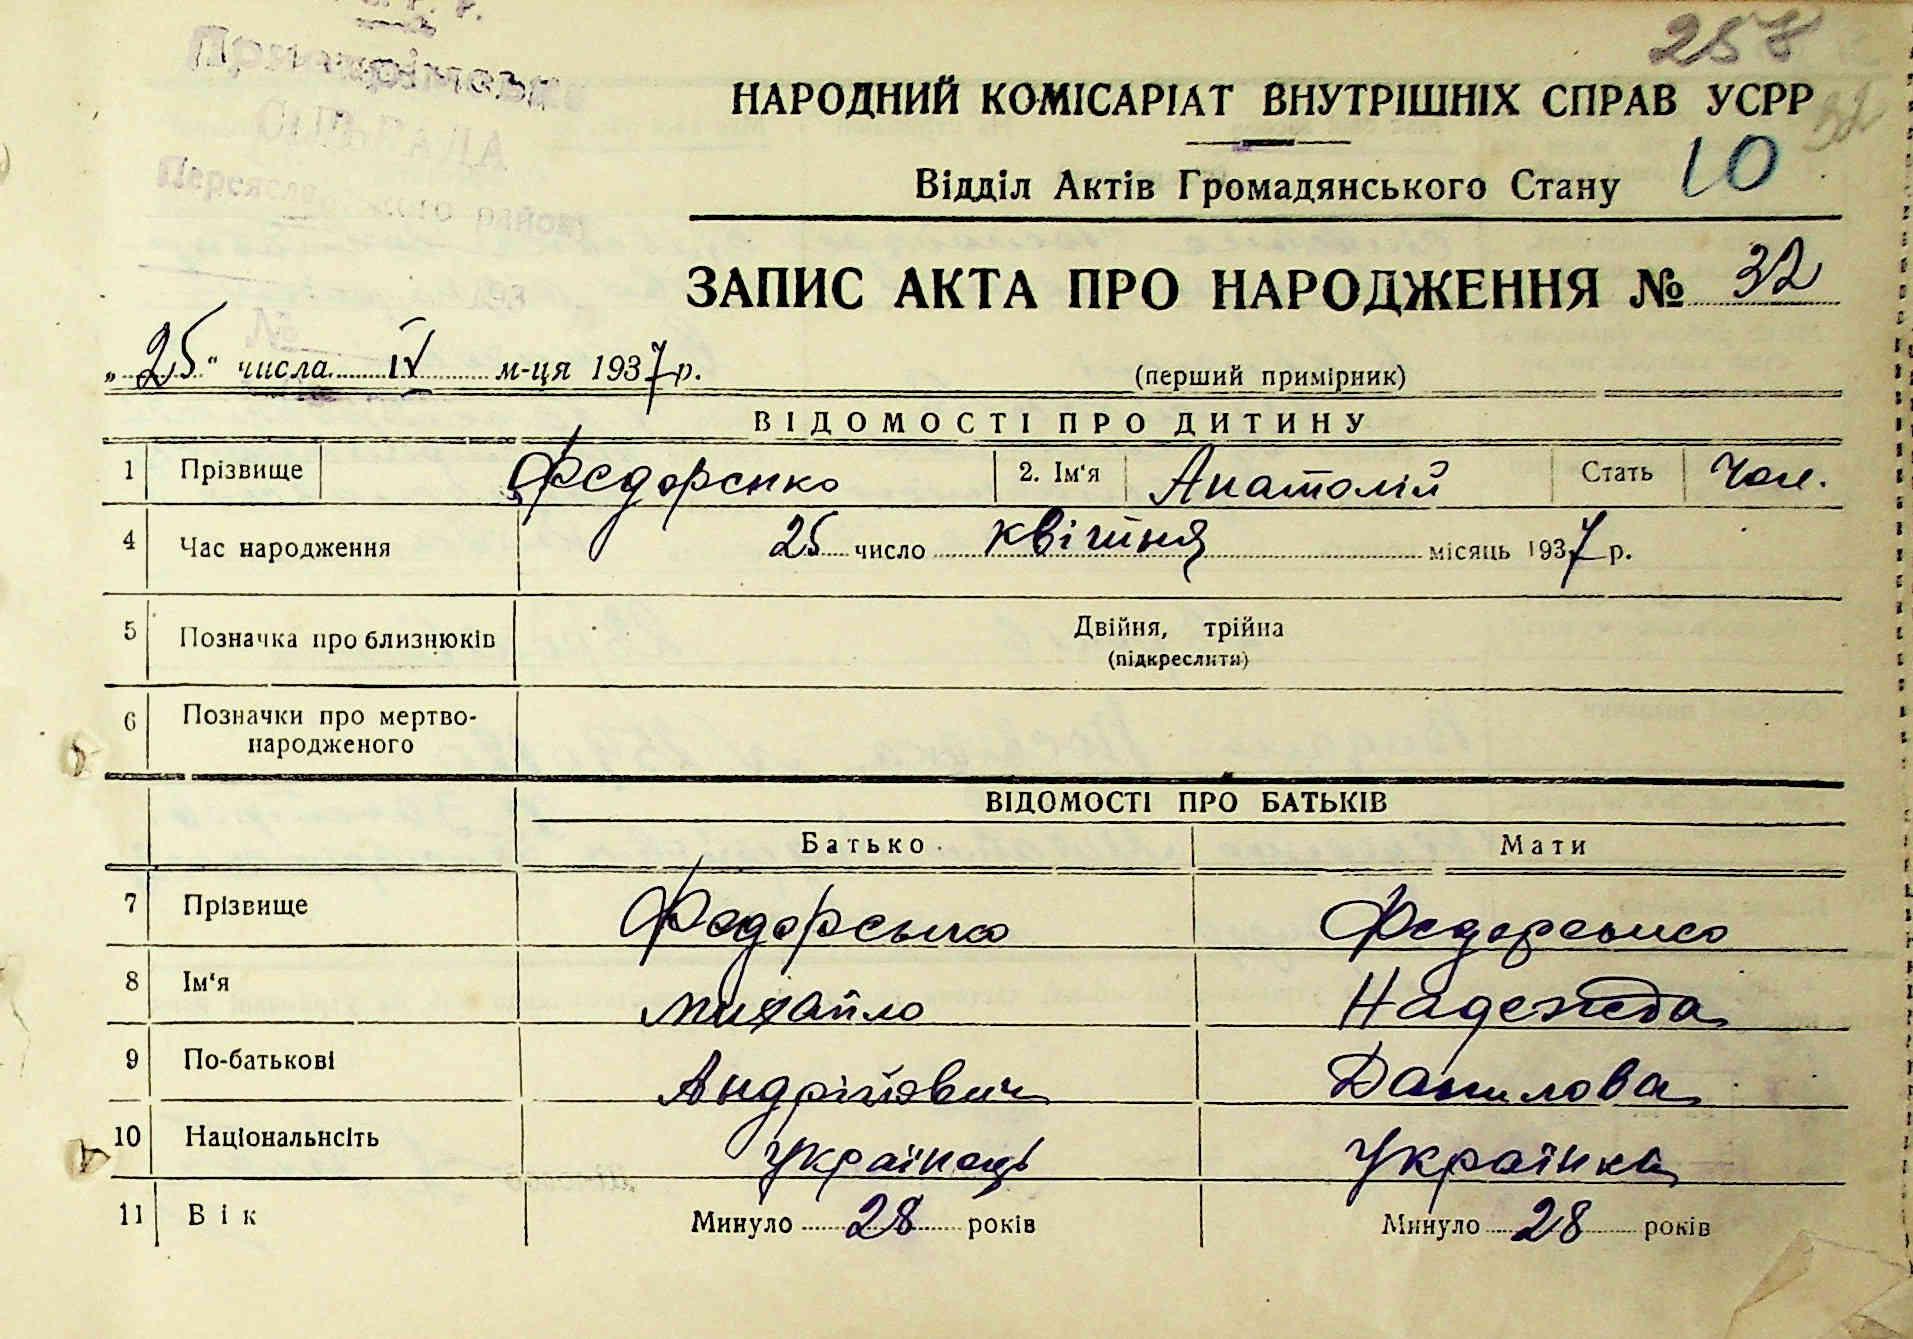 258
НАРОДНИЙ КОМІСАРІАТ ВНУТРІШНІХ СПРАВ УСРР
32
Відділ Актів Громадянського Стану 10
СІЛЬРАДА
ЗАПИС АКТА ПРО НАРОДЖЕННЯ № 32
„25“ числа IV м-ця 1937 р.
(перший примірник)
ВІДОМОСТІ ПРО ДИТИНУ
1 Прізвище Федоренко 2. Ім‘я Анатолій Стать Чол.
4 Час народження 25 число квітня місяць 1937 р.
5 Позначка про близнюків Двійня, трійна
(підкреслити)
6 Позначки про мертво-
народженого
ВІДОМОСТІ ПРО БАТЬКІВ
Батько Мати
7 Прізвище Федоренко Федоренко
8 Ім‘я Михайло Надежда
9 По-батькові Андрійович Данилова
10 Національнсіть Українець Українка
11 Вік Минуло 28 років Минуло 28 років